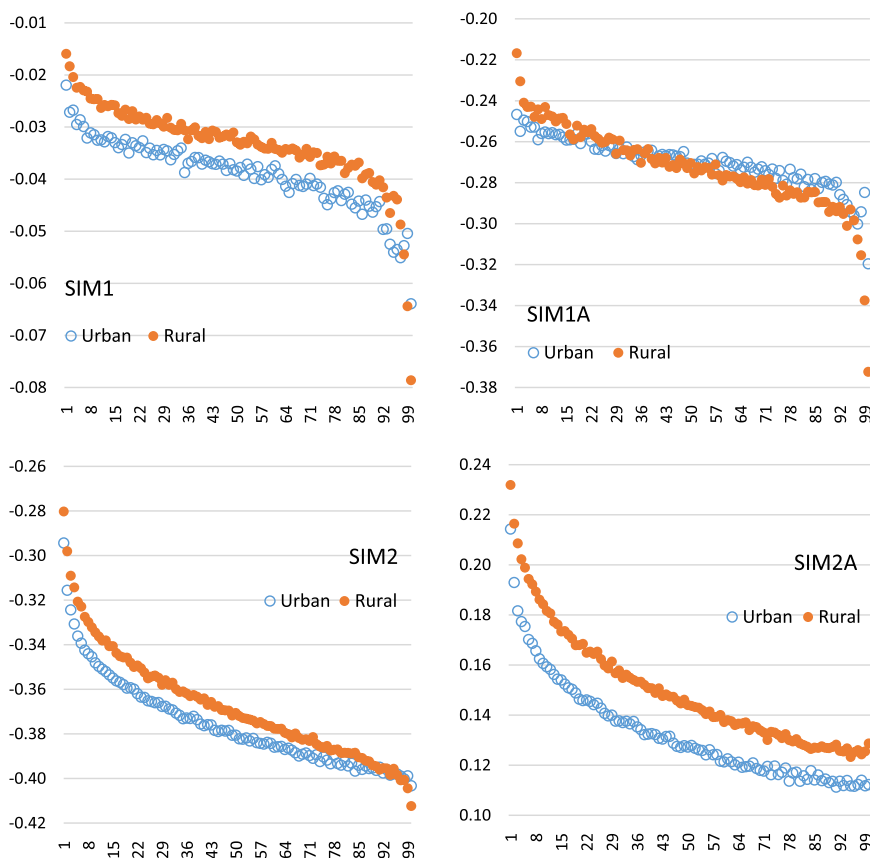 -0.01
-0.02
-0.03
-0.04
-0.05
-0.06
-0.07
-0.08
SIM1
Urban Rural
1 8 15 22 29 36 43 50 57 64 71 78 85 92 99
-0.20
-0.22
-0.24
-0.26
-0.28
-0.30
-0.32
-0.34
-0.36
-0.38
SIM1A
Urban Rural
1 8 15 22 29 36 43 50 57 64 71 78 85 92 99
-0.26
-0.28
-0.30
-0.32
-0.34
-0.36
-0.38
-0.40
-0.42
SIM2
Urban Rural
1 8 15 22 29 36 43 50 57 64 71 78 85 92 99
0.24
0.22
0.20
0.18
0.16
0.14
0.12
0.10
SIM2A
Urban Rural
1 8 15 22 29 36 43 50 57 64 71 78 85 92 99